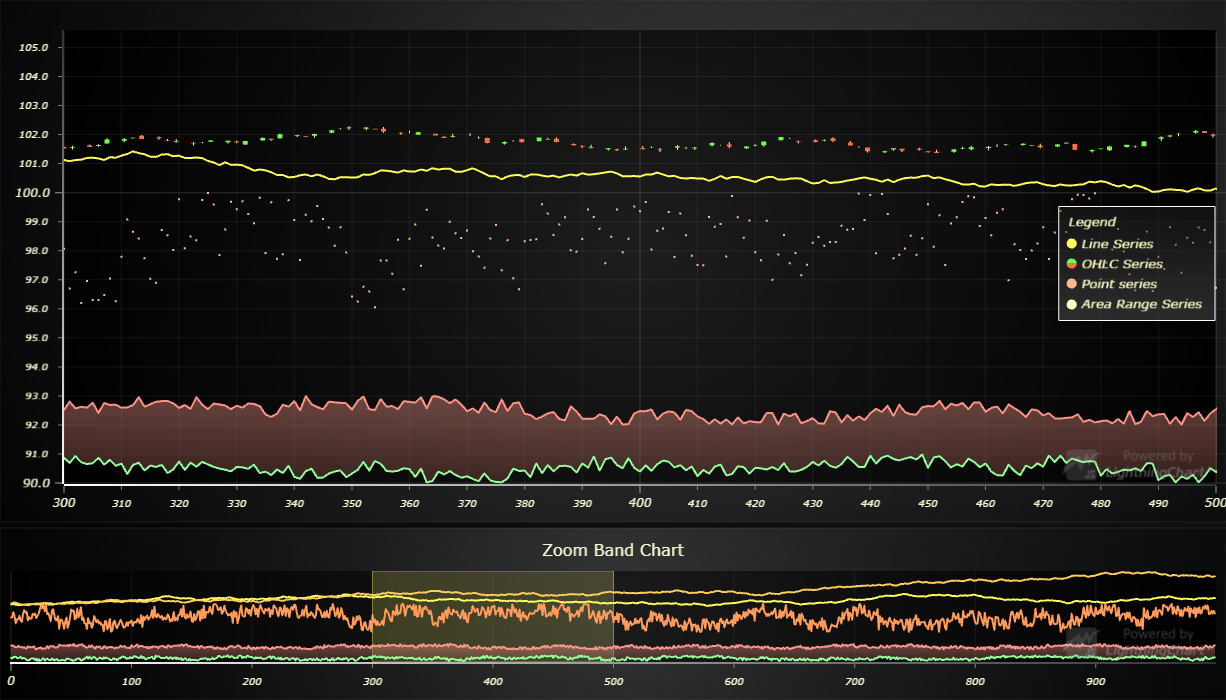 105.0
104.0
103.0
102.0
101.0
100.0
99.0
98.0
97.0
96.0
95.0
94.0
93.0
92.0
91.0
90.0
Legend
Line Series
OHLC Series
Point series
Area Range Series
Powered by
LightningChart
300 310 320 330 340 350 360 370 380 390 400 410 420 430 440 450 460 470 480 490 500
Zoom Band Chart
Powered by
LightningChart
0 100 200 300 400 500 600 700 800 900